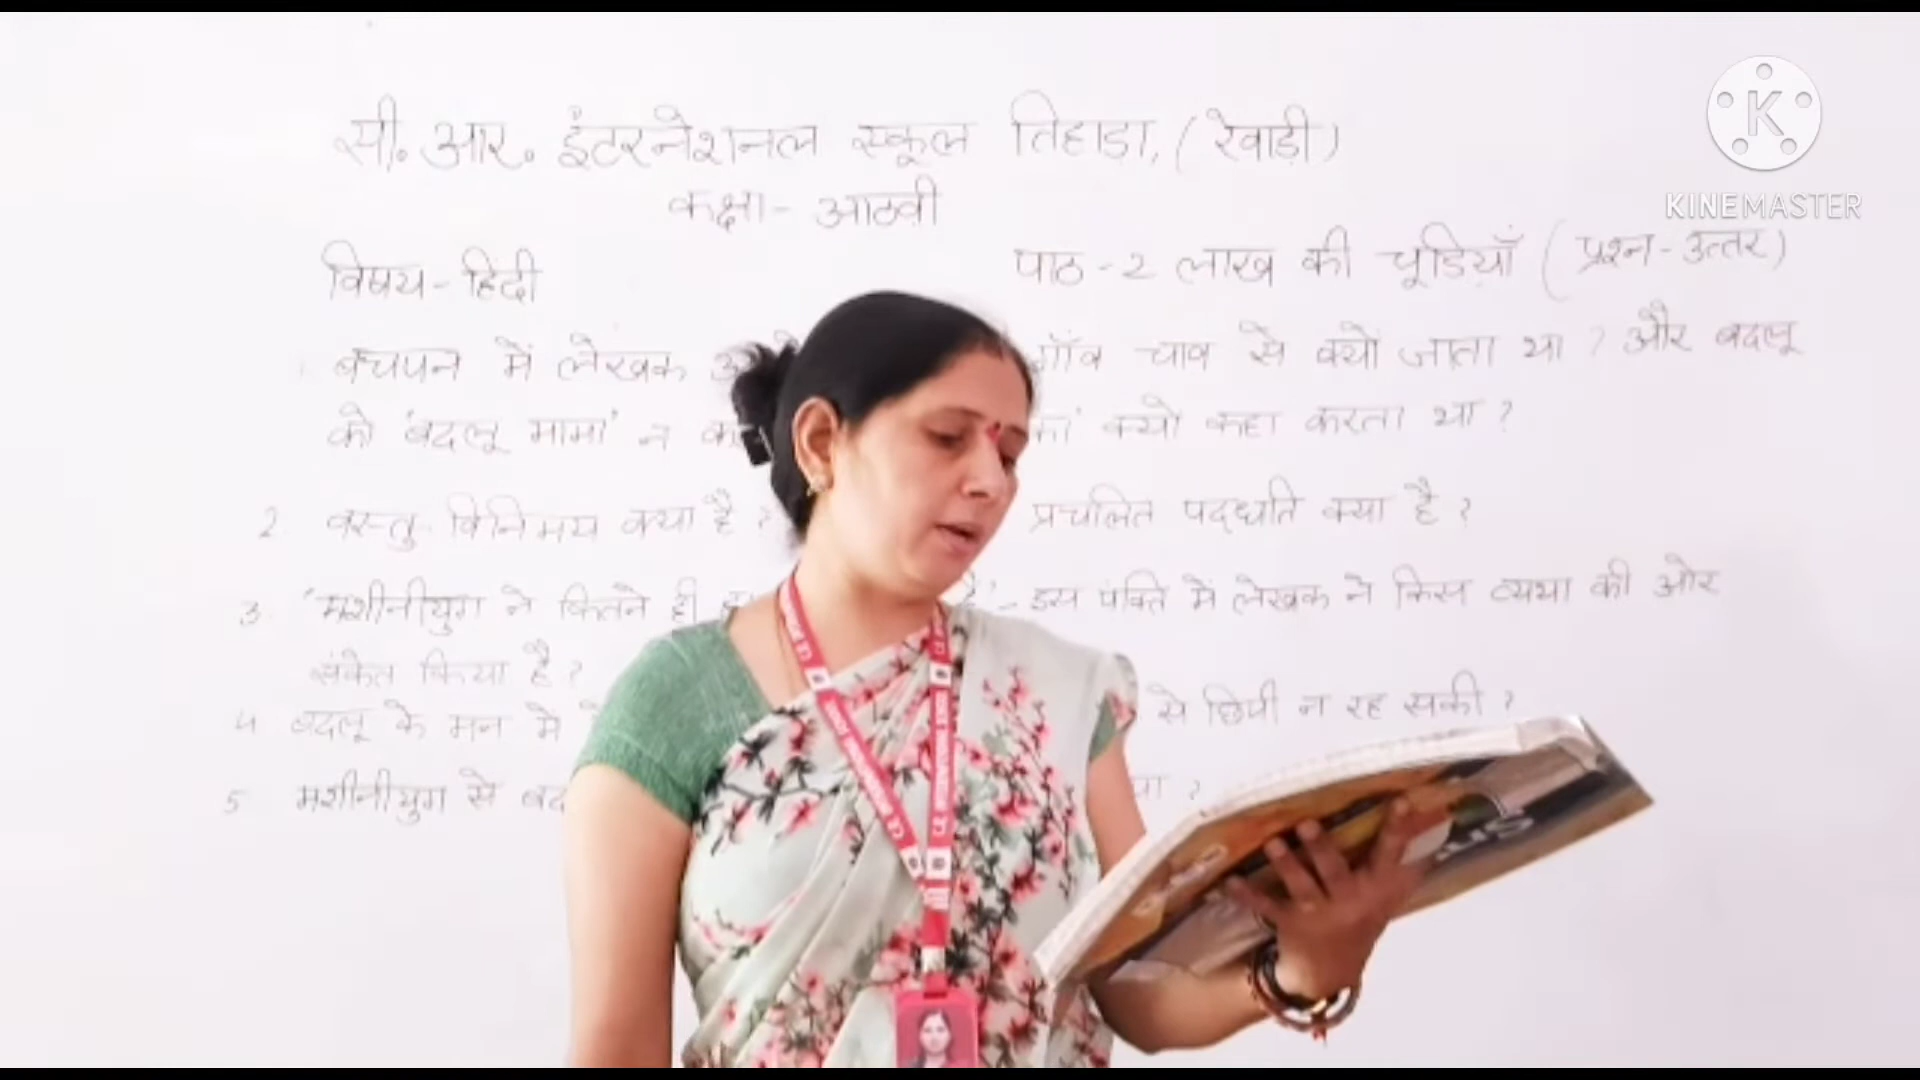 सी. आर. इंटरनेशनल स्कूल तिहाड़ा, (रेवाड़ी)
कक्षा - आठवी
विषय - हिंदी
पाठ - 2 लाख की चूडियाँ (प्रश्न-उत्तर)
बचपन में लेखक गाँव चाव से क्यों जाता था ? और बदलू
को 'बदलू मामा' न क्यों कहा करता था ?
2. वस्तु विनिमय क्या है ? प्रचलित पद्धति क्या है ?
3. 'मशीनीयुग ने कितने ही - इस पंक्ति में लेखक ने किस व्यथा की ओर
संकेत किया है ?
4 बदलू के मन मे से छिपी न रह सकी ?
5 मशीनीयुग से ?
KINEMASTER